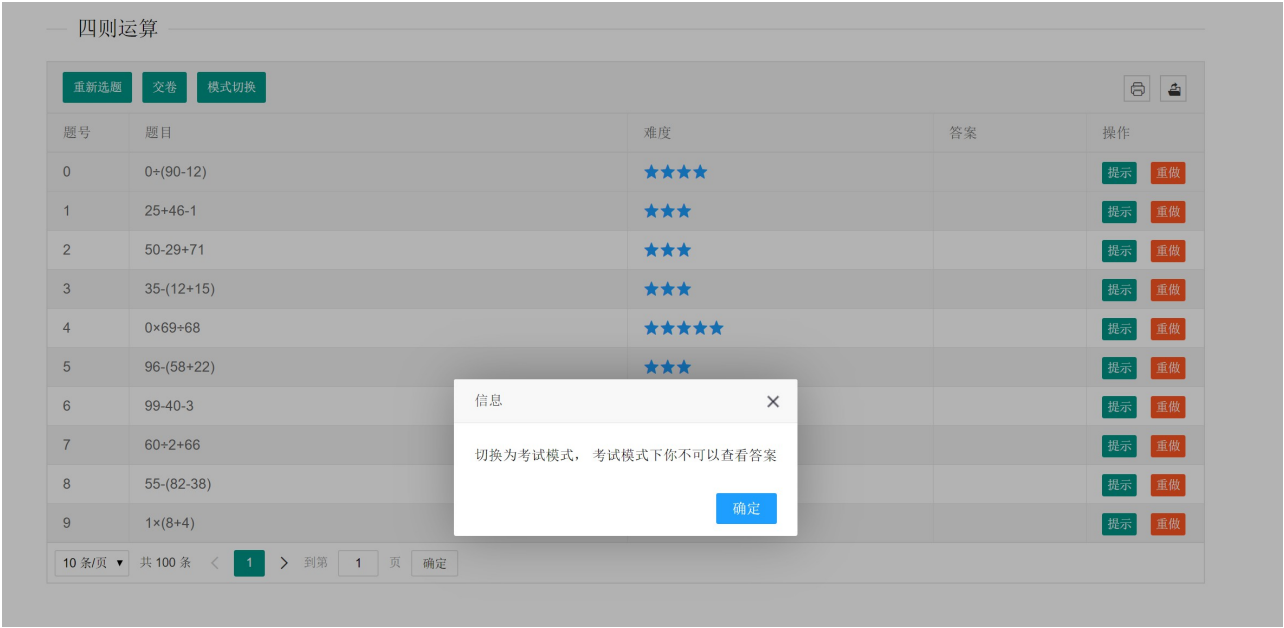 四则运算
重新选题 交卷 模式切换
题号 题目 难度 答案 操作
0 0÷(90-12) 提示 重做
1 25+46-1 提示 重做
2 50-29+71 提示 重做
3 35-(12+15) 提示 重做
4 0×69÷68 提示 重做
5 96-(58+22) 提示 重做
6 99-40-3 提示 重做
7 60÷2+66 提示 重做
8 55-(82-38) 提示 重做
9 1×(8+4) 提示 重做
信息
切换为考试模式， 考试模式下你不可以查看答案
确定
10 条/页 共 100 条 1 到第 1 页 确定